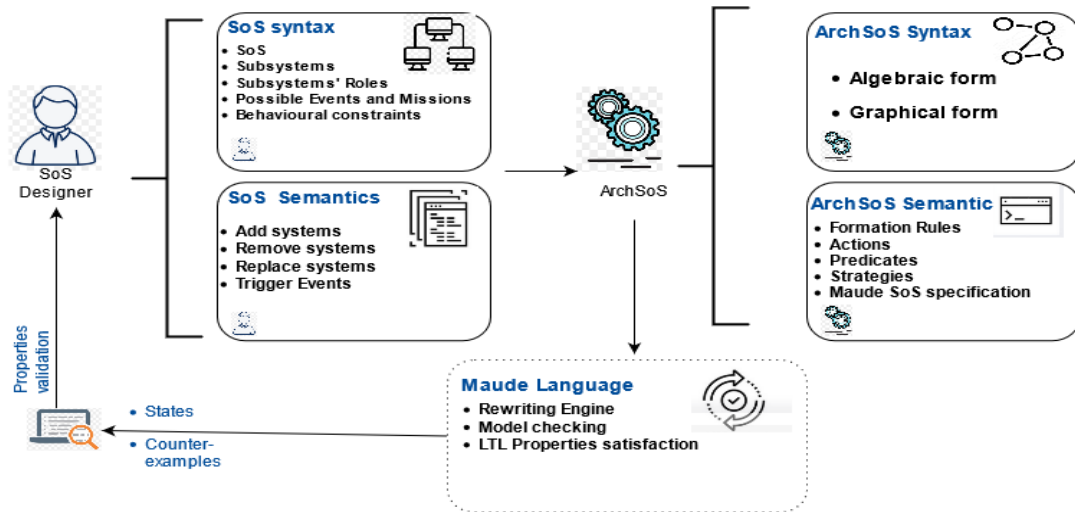 SoS syntax
• SoS
• Subsystems
• Subsystems' Roles
• Possible Events and Missions
• Behavioural constraints
SoS
Designer
SoS Semantics
• Add systems
• Remove systems
• Replace systems
• Trigger Events
ArchSoS
ArchSoS Syntax
• Algebraic form
• Graphical form
ArchSoS Semantic
• Formation Rules
• Actions
• Predicates
• Strategies
• Maude SoS specification
Maude Language
• Rewriting Engine
• Model checking
• LTL Properties satisfaction
• States
• Counter-
examples
Properties
validation